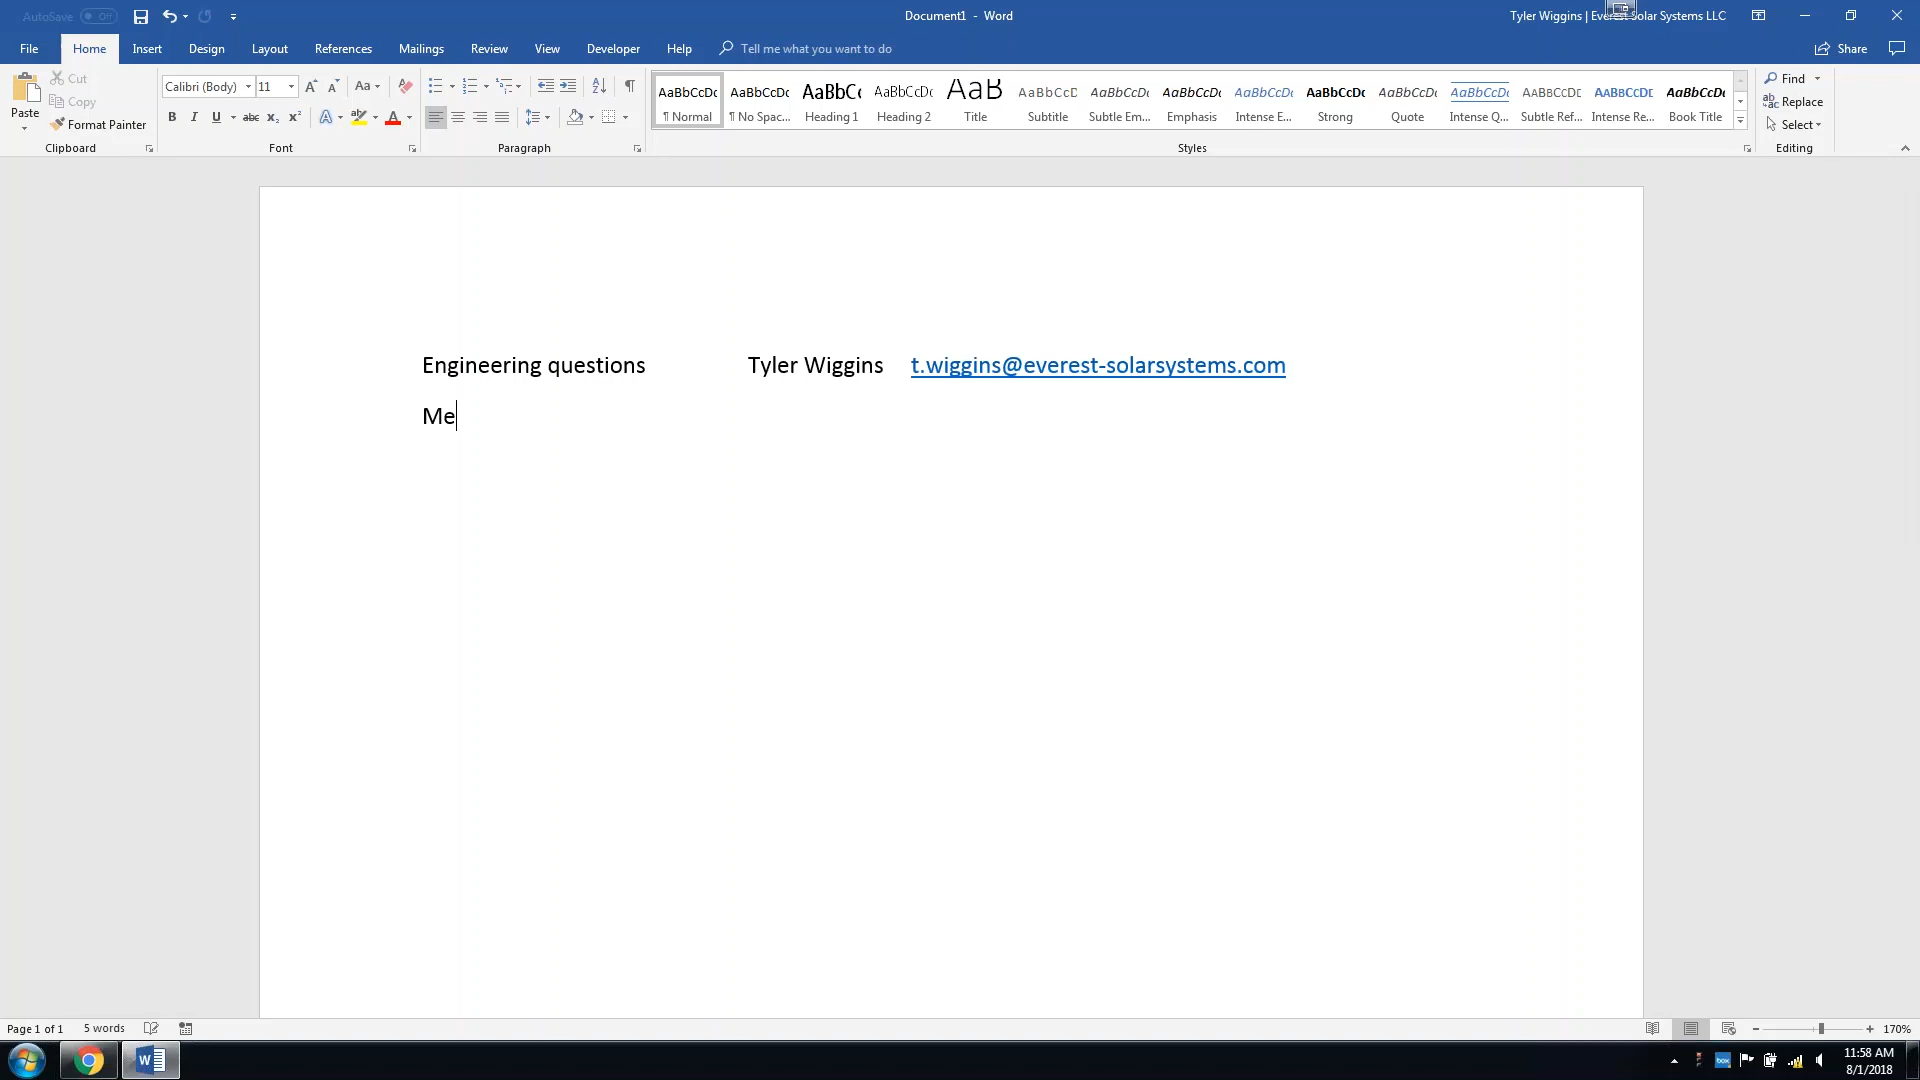 AutoSave Off Document1 - Word Tyler Wiggins | Everest Solar Systems LLC
File Home Insert Design Layout References Mailings Review View Developer Help Tell me what you want to do Share
Cut
Copy
Format Painter
Paste
Clipboard
Calibri (Body) 11
Font
Paragraph
AaBbCcDc AaBbCcDc AaBbC( AaBbCcDc AaB AaBbCcD AaBbCcDc AaBbCcDc AaBbCcDc AaBbCcDc AaBbCcDc AaBbCcDc AABBCCDE AABBCCDE AaBbCcDc
¶ Normal ¶ No Spac... Heading 1 Heading 2 Title Subtitle Subtle Em... Emphasis Intense E... Strong Quote Intense Q... Subtle Ref... Intense Re... Book Title
Styles
Find
Replace
Select
Editing
Engineering questions Tyler Wiggins t.wiggins@everest-solarsystems.com
Me
Page 1 of 1 5 words 170%
11:58 AM
8/1/2018